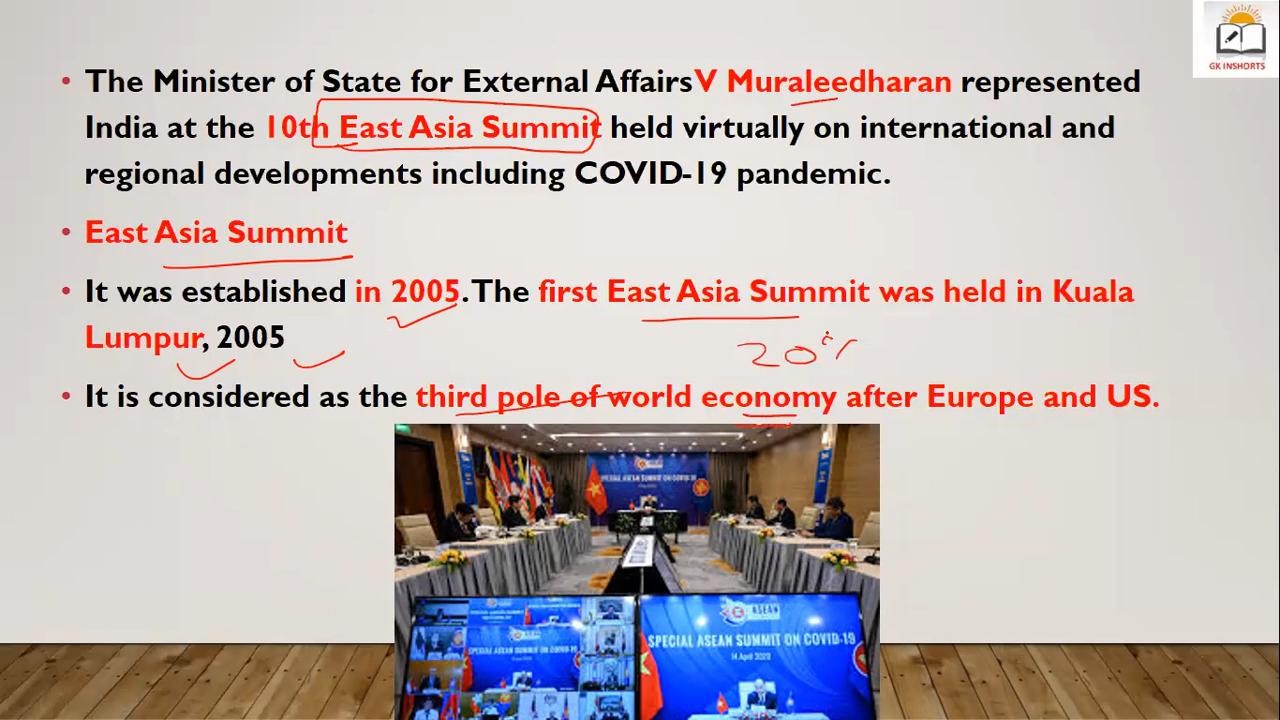 GK INSHORTS
• The Minister of State for External Affairs V Muraleedharan represented
India at the 10th East Asia Summit held virtually on international and
regional developments including COVID-19 pandemic.
• East Asia Summit
• It was established in 2005. The first East Asia Summit was held in Kuala
Lumpur, 2005
20%
• It is considered as the third pole of world economy after Europe and US.
SPECIAL ASEAN SUMMIT ON COVID-19
ASEAN
SPECIAL ASEAN SUMMIT ON COVID-19
14 April 2020